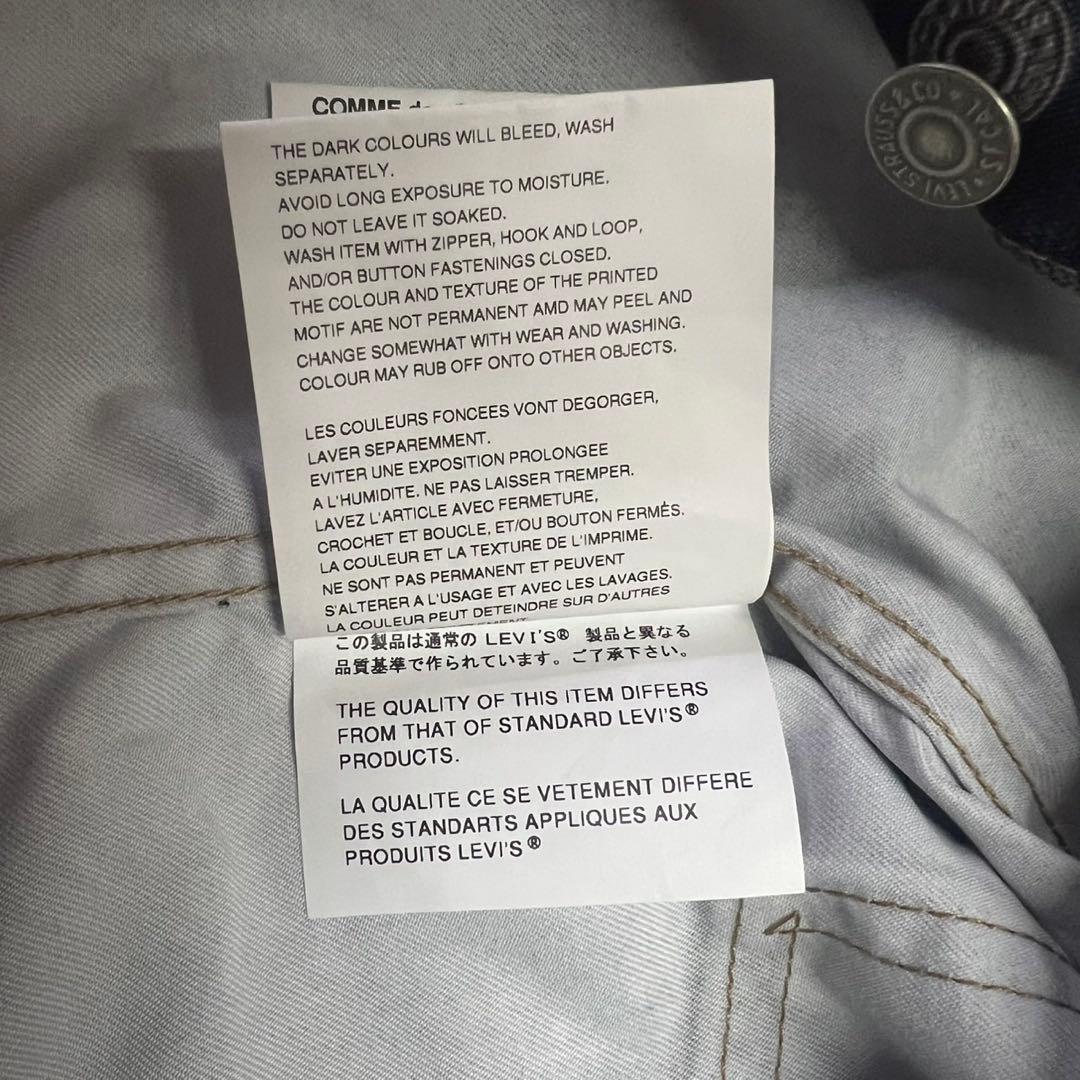 COMME
THE DARK COLOURS WILL BLEED, WASH
SEPARATELY.
AVOID LONG EXPOSURE TO MOISTURE.
DO NOT LEAVE IT SOAKED.
WASH ITEM WITH ZIPPER, HOOK AND LOOP,
AND/OR BUTTON FASTENINGS CLOSED.
THE COLOUR AND TEXTURE OF THE PRINTED
MOTIF ARE NOT PERMANENT AMD MAY PEEL AND
CHANGE SOMEWHAT WITH WEAR AND WASHING.
COLOUR MAY RUB OFF ONTO OTHER OBJECTS.
LES COULEURS FONCEES VONT DEGORGER,
LAVER SEPAREMMENT.
EVITER UNE EXPOSITION PROLONGEE
A L'HUMIDITE. NE PAS LAISSER TREMPER.
LAVEZ L'ARTICLE AVEC FERMETURE,
CROCHET ET BOUCLE, ET/OU BOUTON FERMÉS.
LA COULEUR ET LA TEXTURE DE L'IMPRIME.
NE SONT PAS PERMANENT ET PEUVENT
S'ALTERER A L'USAGE ET AVEC LES LAVAGES.
LA COULEUR PEUT DETEINDRE SUR D'AUTRES
この製品は通常の LEVI'S® 製品と異なる
品質基準で作られています。ご了承下さい。
THE QUALITY OF THIS ITEM DIFFERS
FROM THAT OF STANDARD LEVI'S®
PRODUCTS.
LA QUALITE CE SE VETEMENT DIFFERE
DES STANDARTS APPLIQUES AUX
PRODUITS LEVI'S®
LEVI STRAUSS & CO
S.F. CAL